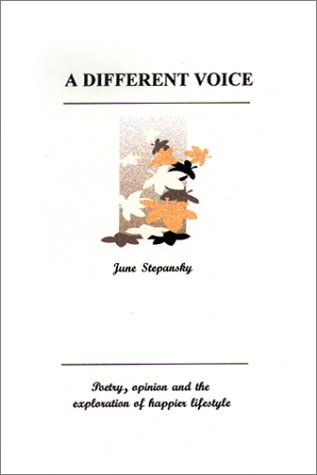 A DIFFERENT VOICE
June Stepansky
Poetry, opinion and the
exploration of happier lifestyle